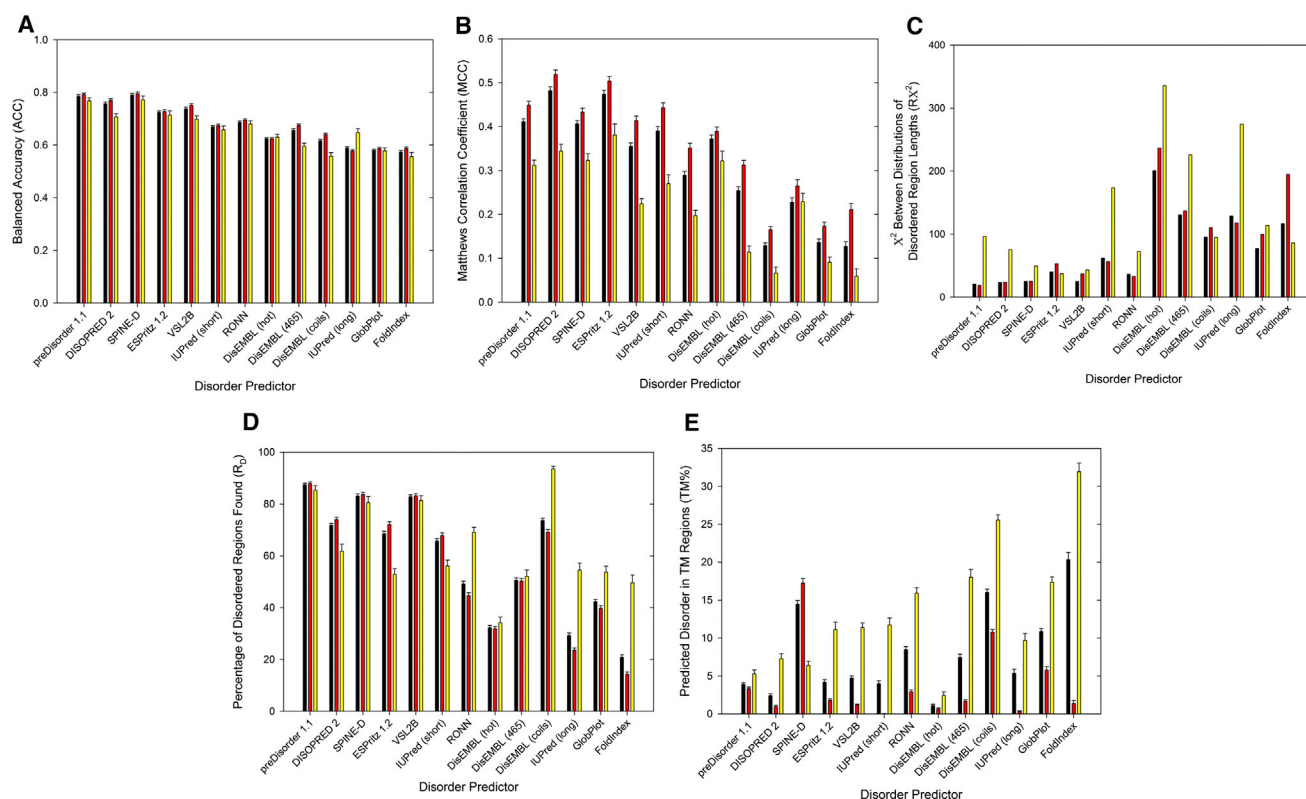 A
Balanced Accuracy (ACC)
1.0
0.8
0.6
0.4
0.2
0.0
preDisorder 1.1
DISOPRED 2
SPINE-D
ESPritz 1.2
VSL2B
IUPred (short)
RONN
DisEMBL (hot)
DisEMBL (465)
DisEMBL (coils)
IUPred (long)
GlobPlot
FoldIndex
Disorder Predictor
B
Matthews Correlation Coefficient (MCC)
0.6
0.5
0.4
0.3
0.2
0.1
0.0
preDisorder 1.1
DISOPRED 2
SPINE-D
ESPritz 1.2
VSL2B
IUPred (short)
RONN
DisEMBL (hot)
DisEMBL (465)
DisEMBL (coils)
IUPred (long)
GlobPlot
FoldIndex
Disorder Predictor
C
Χ² Between Distributions of
Disordered Region Lengths (RX²)
400
300
200
100
0
preDisorder 1.1
DISOPRED 2
SPINE-D
ESPritz 1.2
VSL2B
IUPred (short)
RONN
DisEMBL (hot)
DisEMBL (465)
DisEMBL (coils)
IUPred (long)
GlobPlot
FoldIndex
Disorder Predictor
D
Percentage of Disordered Regions Found (R_D)
100
80
60
40
20
0
preDisorder 1.1
DISOPRED 2
SPINE-D
ESPritz 1.2
VSL2B
IUPred (short)
RONN
DisEMBL (hot)
DisEMBL (465)
DisEMBL (coils)
IUPred (long)
GlobPlot
FoldIndex
Disorder Predictor
E
Predicted Disorder in TM Regions (TM%)
35
30
25
20
15
10
5
0
preDisorder 1.1
DISOPRED 2
SPINE-D
ESPritz 1.2
VSL2B
IUPred (short)
RONN
DisEMBL (hot)
DisEMBL (465)
DisEMBL (coils)
IUPred (long)
GlobPlot
FoldIndex
Disorder Predictor